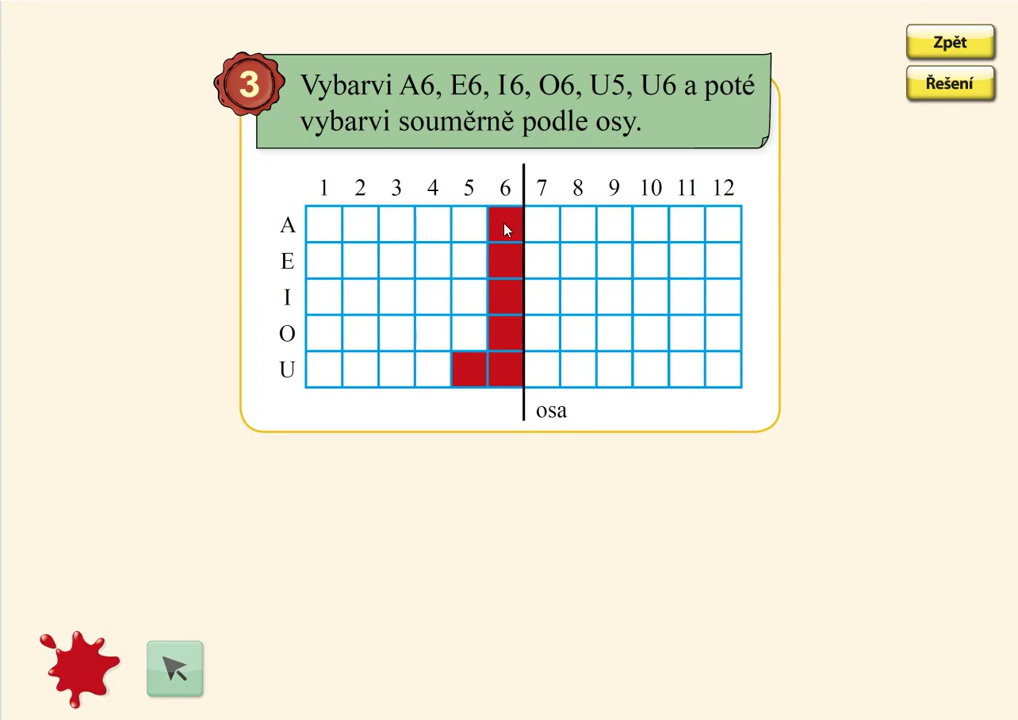 Zpět
Řešení
3
Vybarvi A6, E6, I6, O6, U5, U6 a poté
vybarvi souměrně podle osy.
1 2 3 4 5 6 7 8 9 10 11 12
A
E
I
O
U
osa